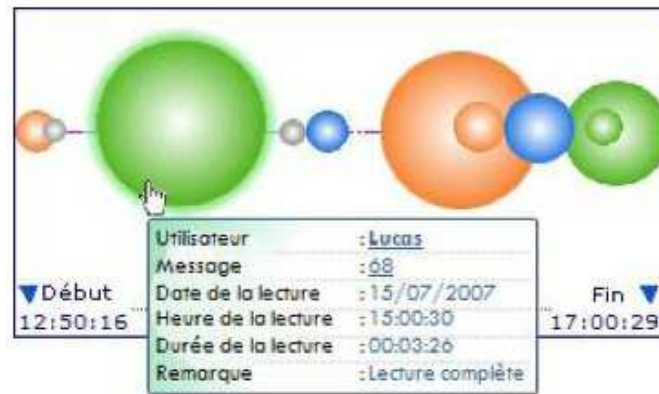 Utilisateur : Lucas
Message : 68
Date de la lecture : 15/07/2007
Heure de la lecture : 15:00:30
Durée de la lecture : 00:03:26
Remarque : Lecture complète
Début
12:50:16
Fin
17:00:29